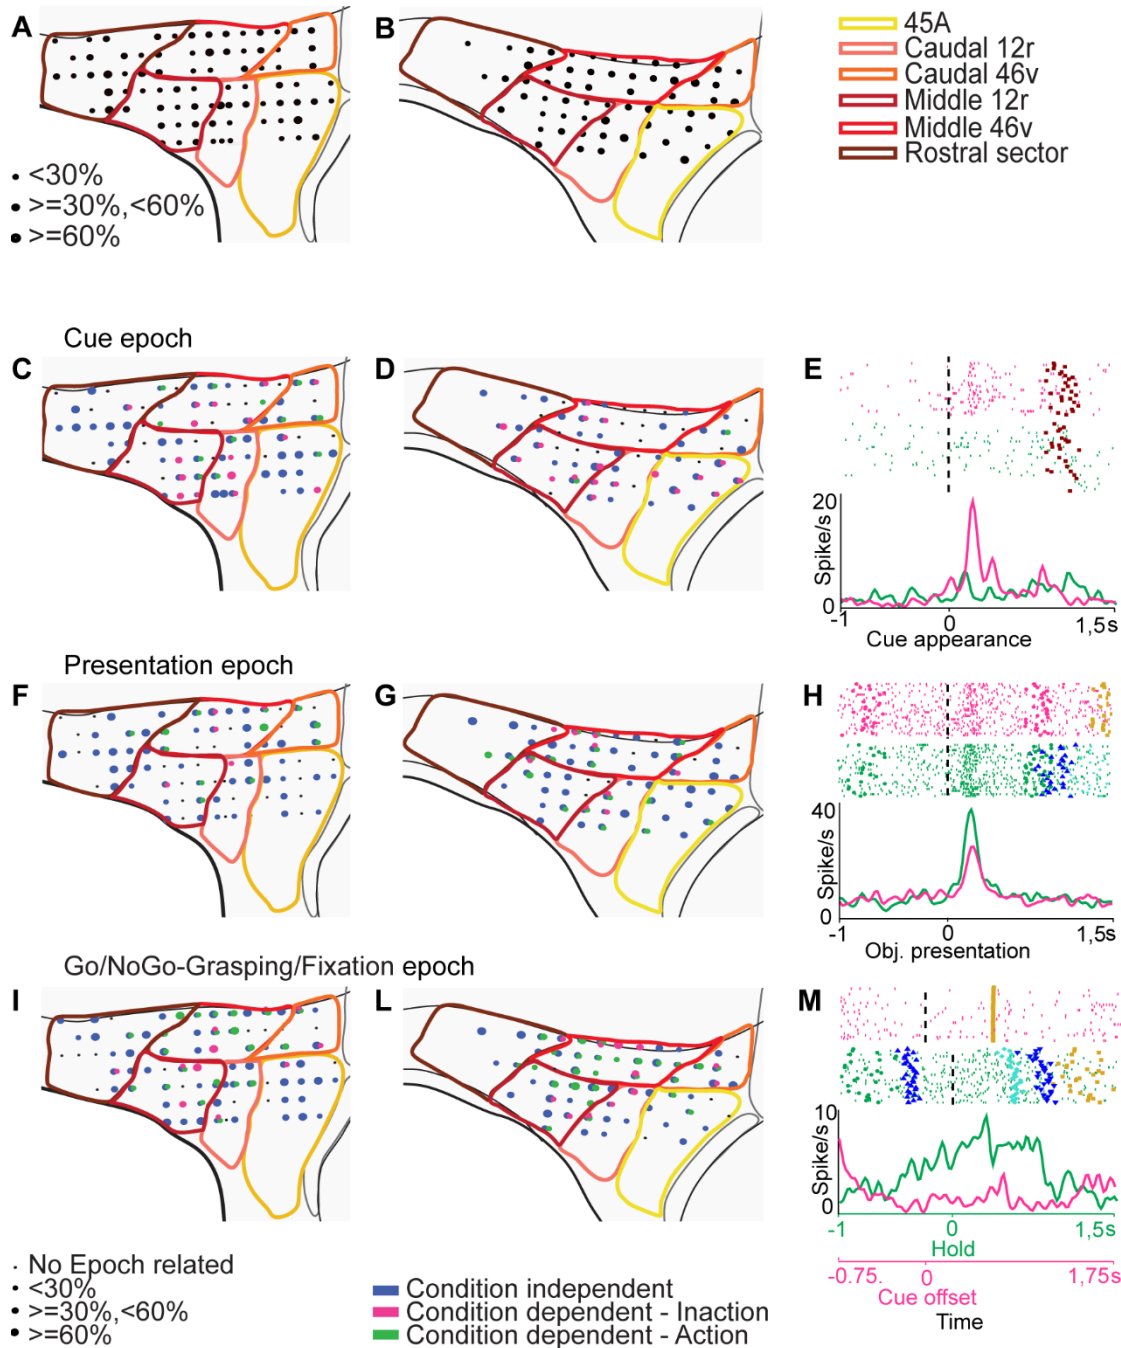 A
B
45A
Caudal 12r
Caudal 46v
Middle 12r
Middle 46v
Rostral sector
<30%
>=30%,<60%
>=60%
Cue epoch
C
D
E
20
Spike/s
0
-1
0
1,5s
Cue appearance
Presentation epoch
F
G
H
40
Spike/s
0
-1
0
1,5s
Obj. presentation
Go/NoGo-Grasping/Fixation epoch
I
L
M
10
Spike/s
0
-1
0
1,5s
Hold
-0.75.
0
1,75s
Cue offset
Time
No Epoch related
<30%
>=30%,<60%
>=60%
Condition independent
Condition dependent - Inaction
Condition dependent - Action